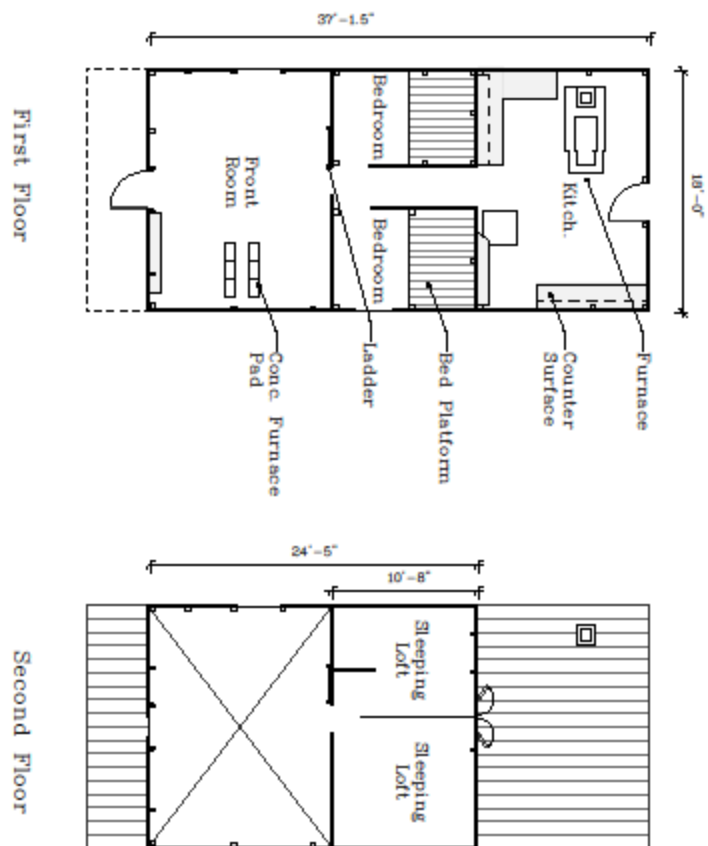 37'-1.5"
18'-0"
First Floor
Front
Room
Bedroom
Bedroom
Kitch.
Furnace
Counter
Surface
Bed Platform
Ladder
Conc. Furnace
Pad
24'-5"
10'-8"
Second Floor
Sleeping
Loft
Sleeping
Loft